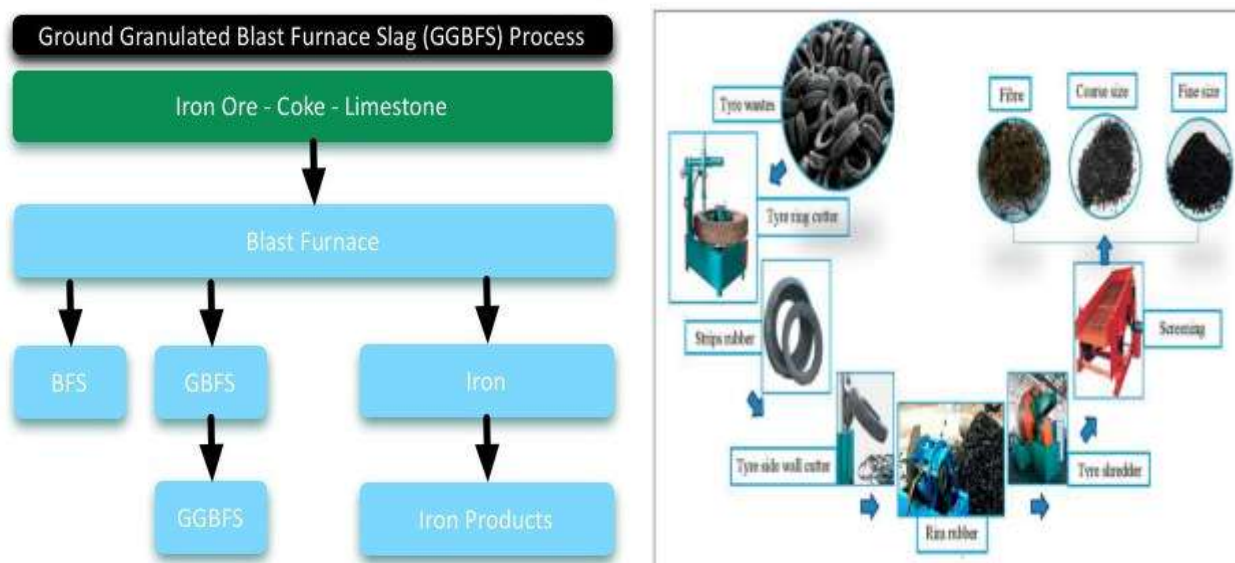 Ground Granulated Blast Furnace Slag (GGBFS) Process
Iron Ore - Coke - Limestone
Blast Furnace
BFS
GBFS
Iron
GGBFS
Iron Products
Tyre wastes
Fibre
Coarse size
Fine size
Tyre ring cutter
Strips rubber
Screening
Tyre side wall cutter
Tyre shredder
Rim rubber